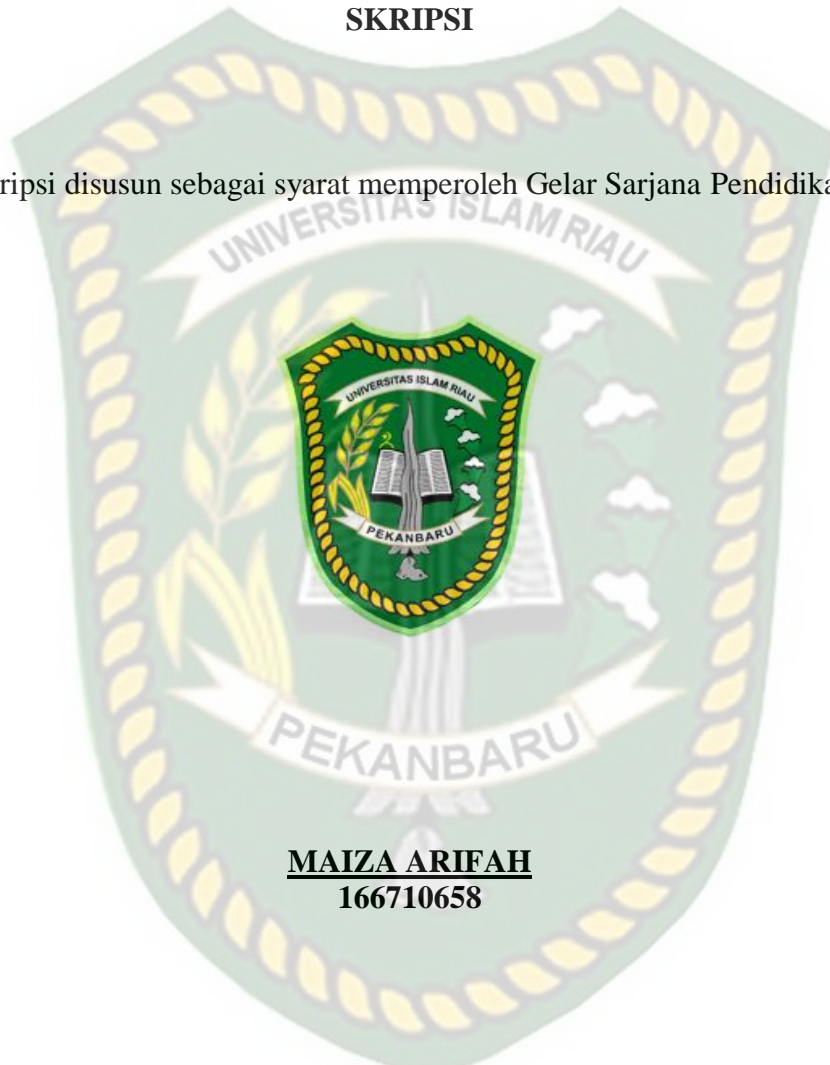 SKRIPSI
ripsi disusun sebagai syarat memperoleh Gelar Sarjana Pendidika
UNIVERSITAS ISLAM RIAU
UNIVERSITAS ISLAM RIAU
PEKANBARU
PEKANBARU
MAIZA ARIFAH
166710658